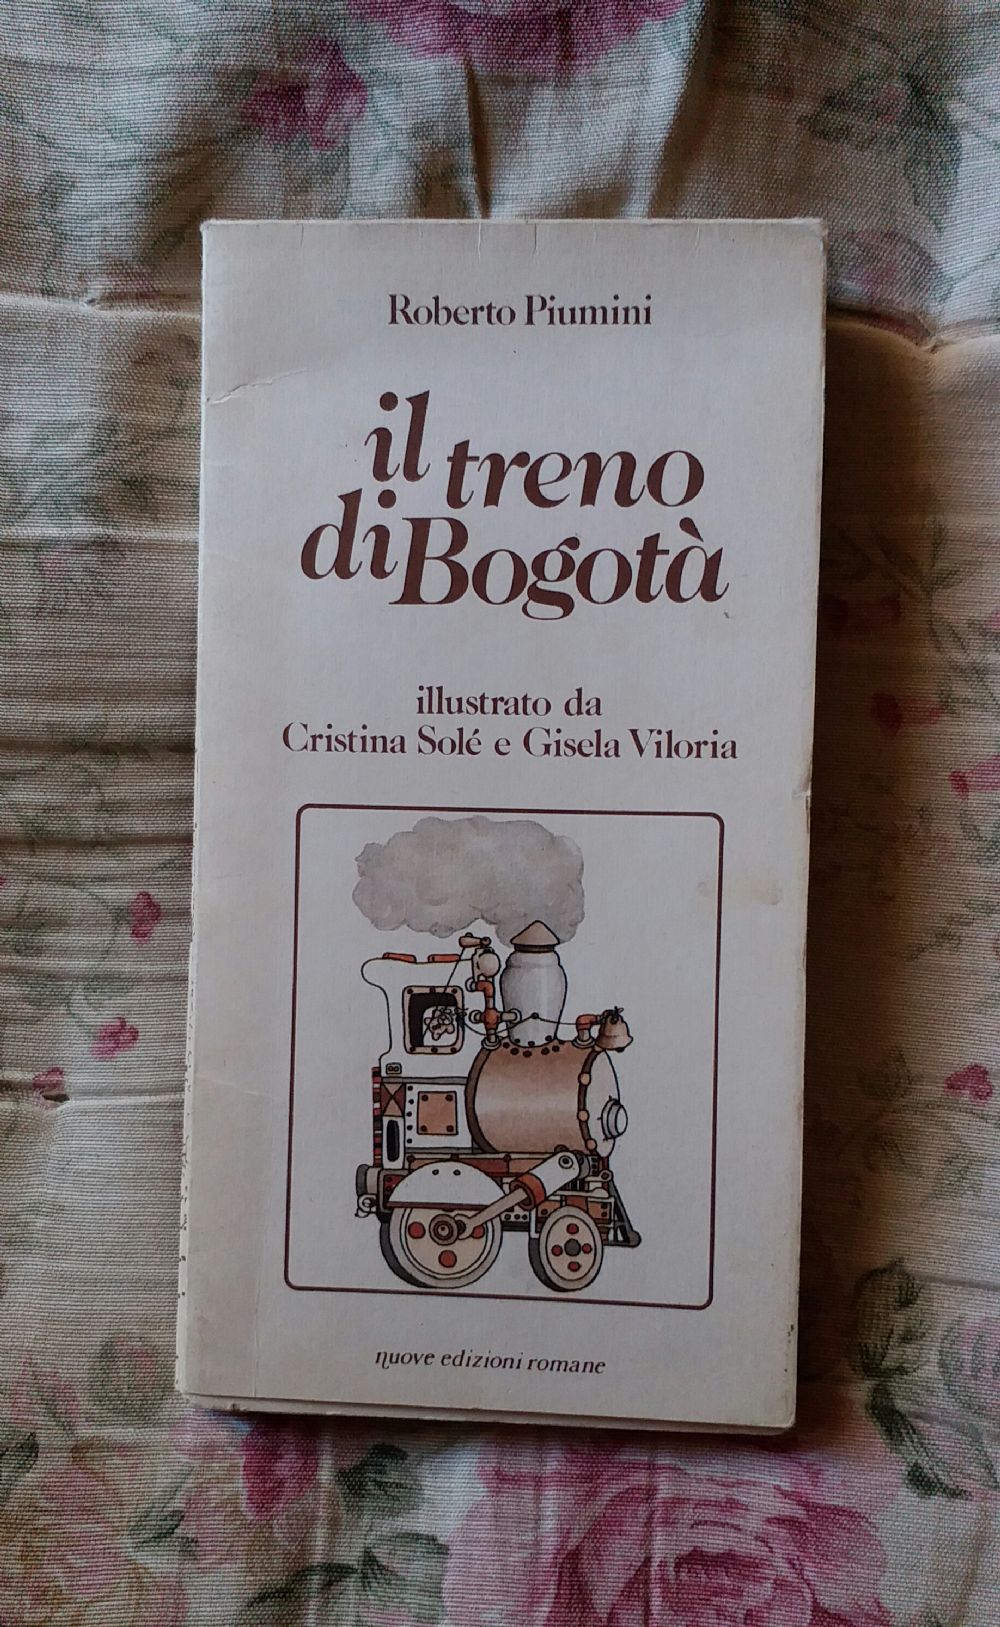 Roberto Piumini
il treno
di Bogotà
illustrato da
Cristina Solé e Gisela Viloria
nuove edizioni romane